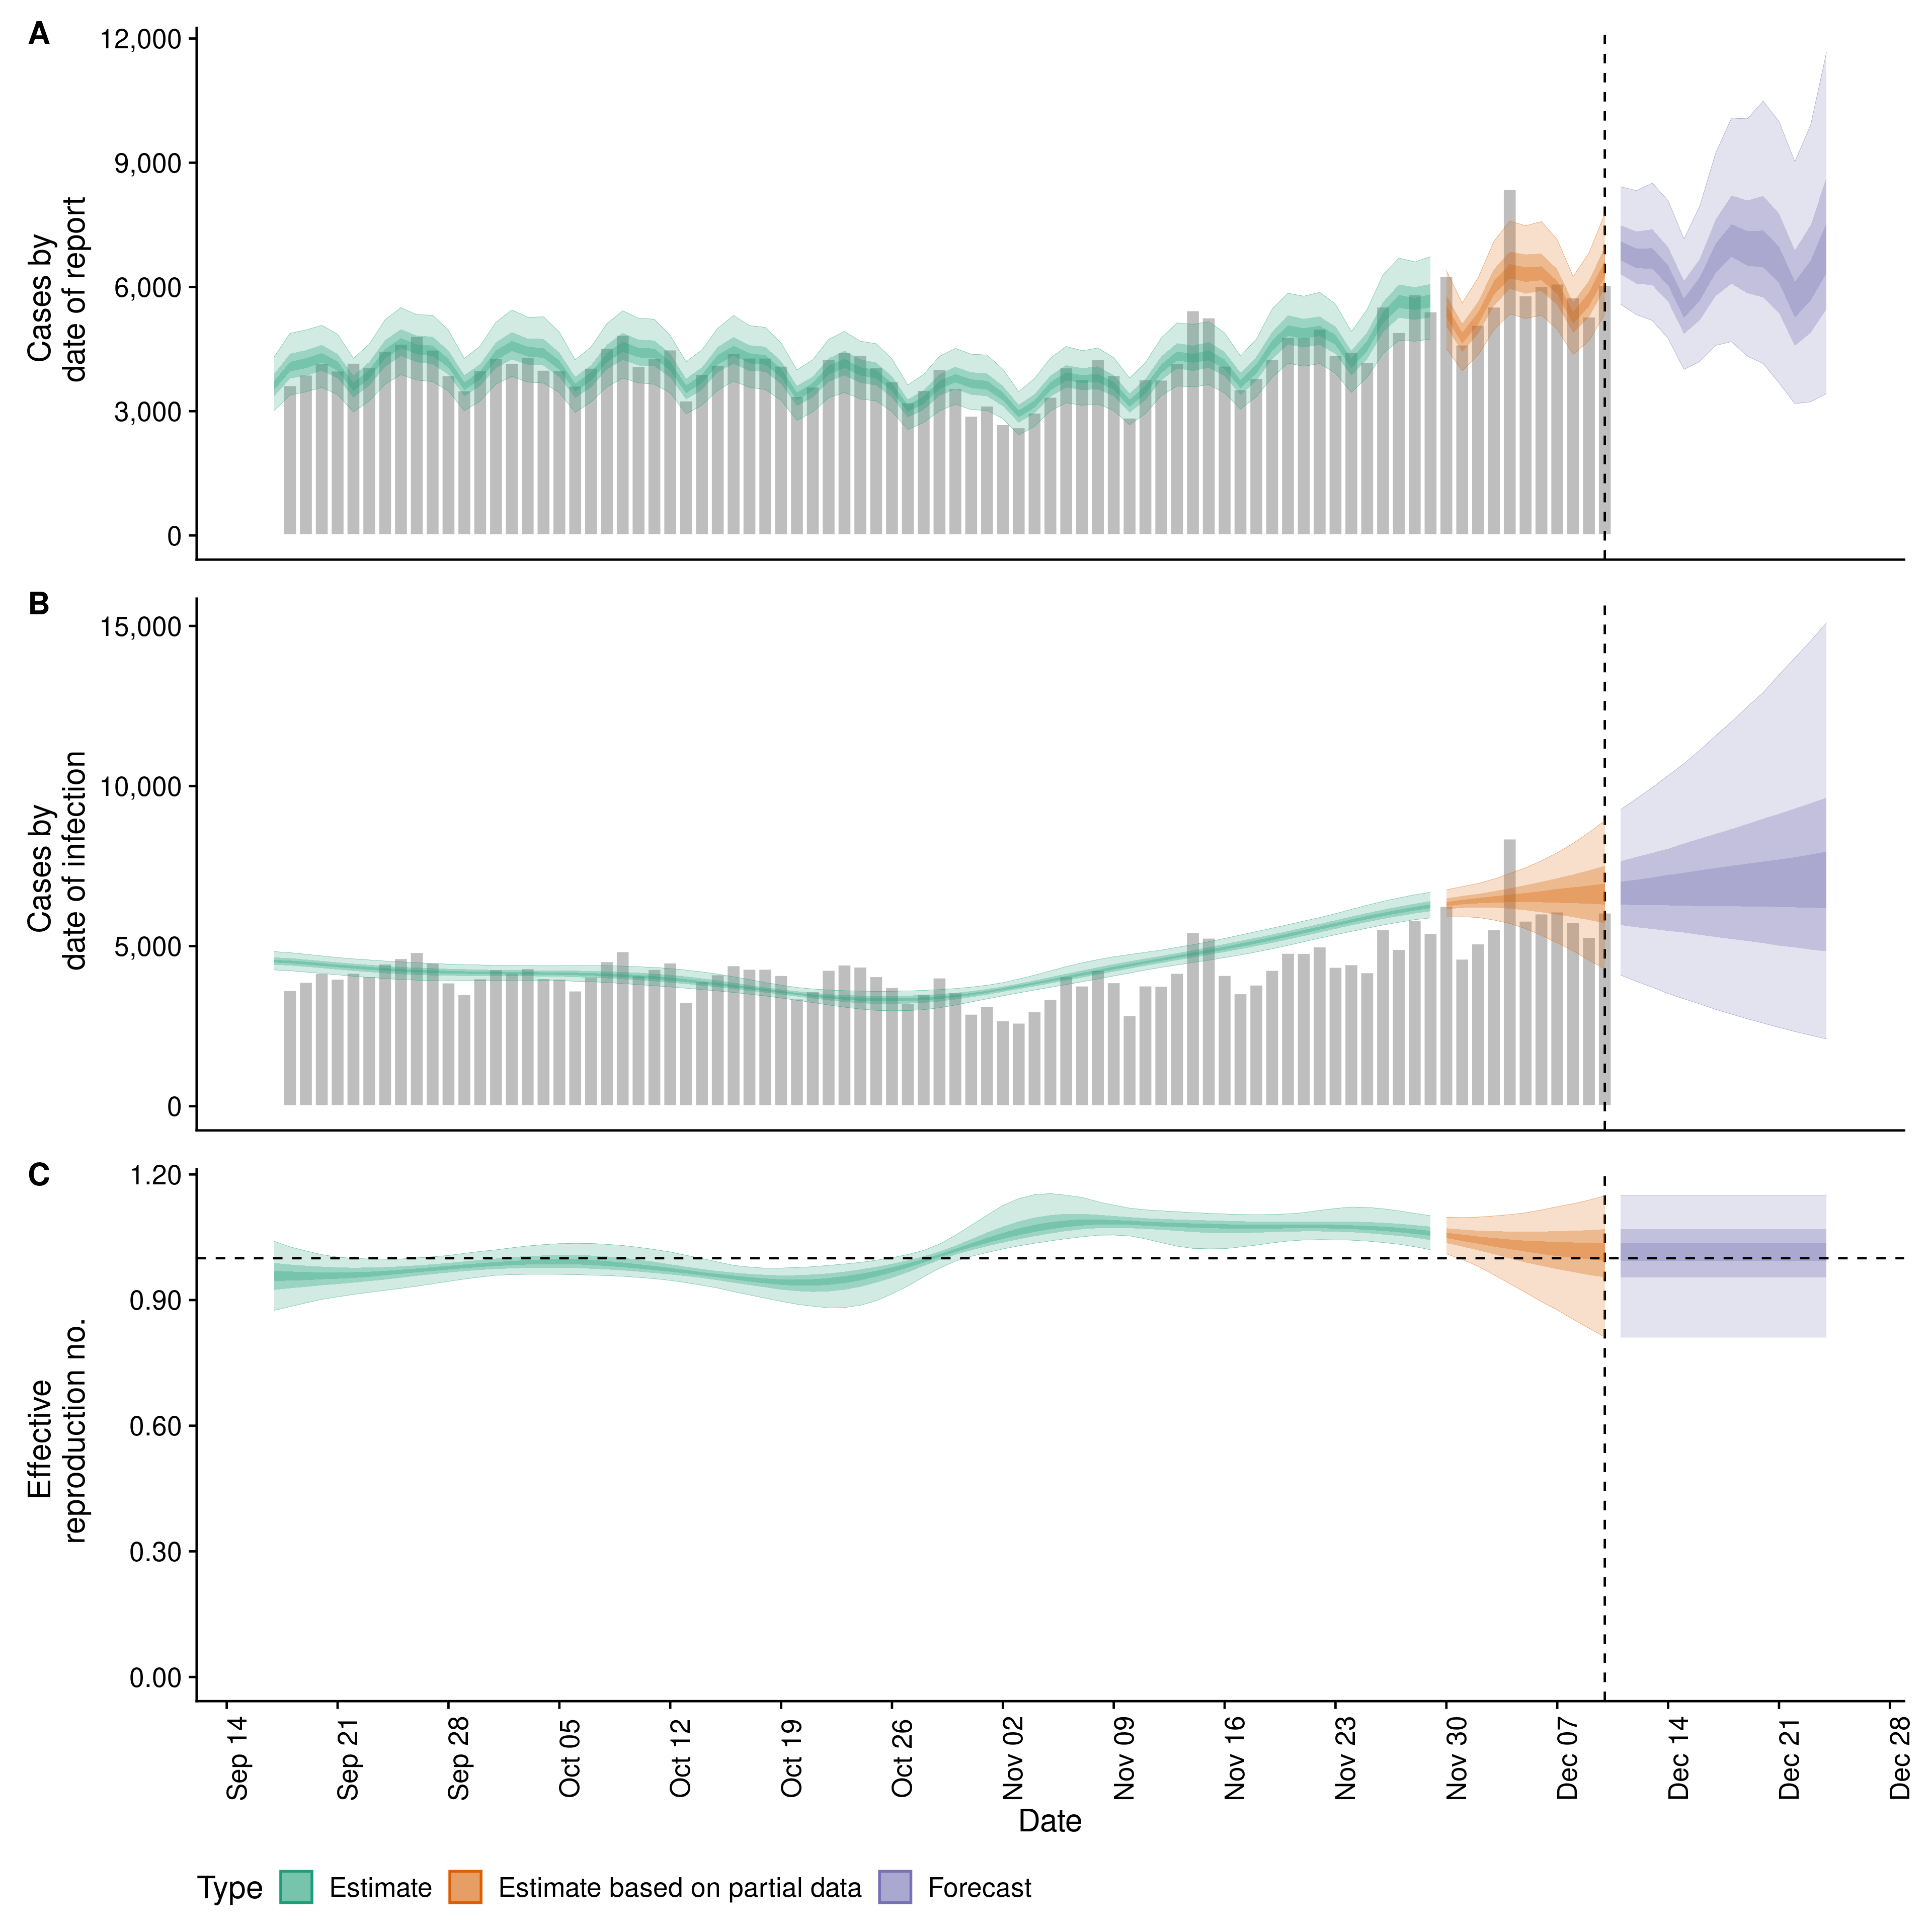 A
12,000
9,000
6,000
3,000
0
Cases by
date of report
B
15,000
10,000
5,000
0
Cases by
date of infection
C
1.20
0.90
0.60
0.30
0.00
Effective
reproduction no.
Sep 14
Sep 21
Sep 28
Oct 05
Oct 12
Oct 19
Oct 26
Nov 02
Nov 09
Nov 16
Nov 23
Nov 30
Dec 07
Dec 14
Dec 21
Dec 28
Date
Type Estimate Estimate based on partial data Forecast